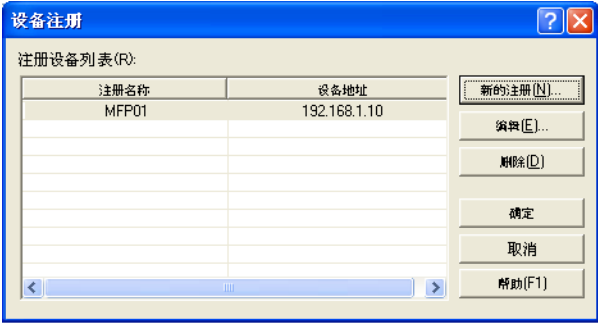 设备注册
注册设备列表(R):
注册名称 设备地址
MFP01 192.168.1.10
新的注册(N)...
编辑(E)...
删除(D)
确定
取消
帮助(F1)